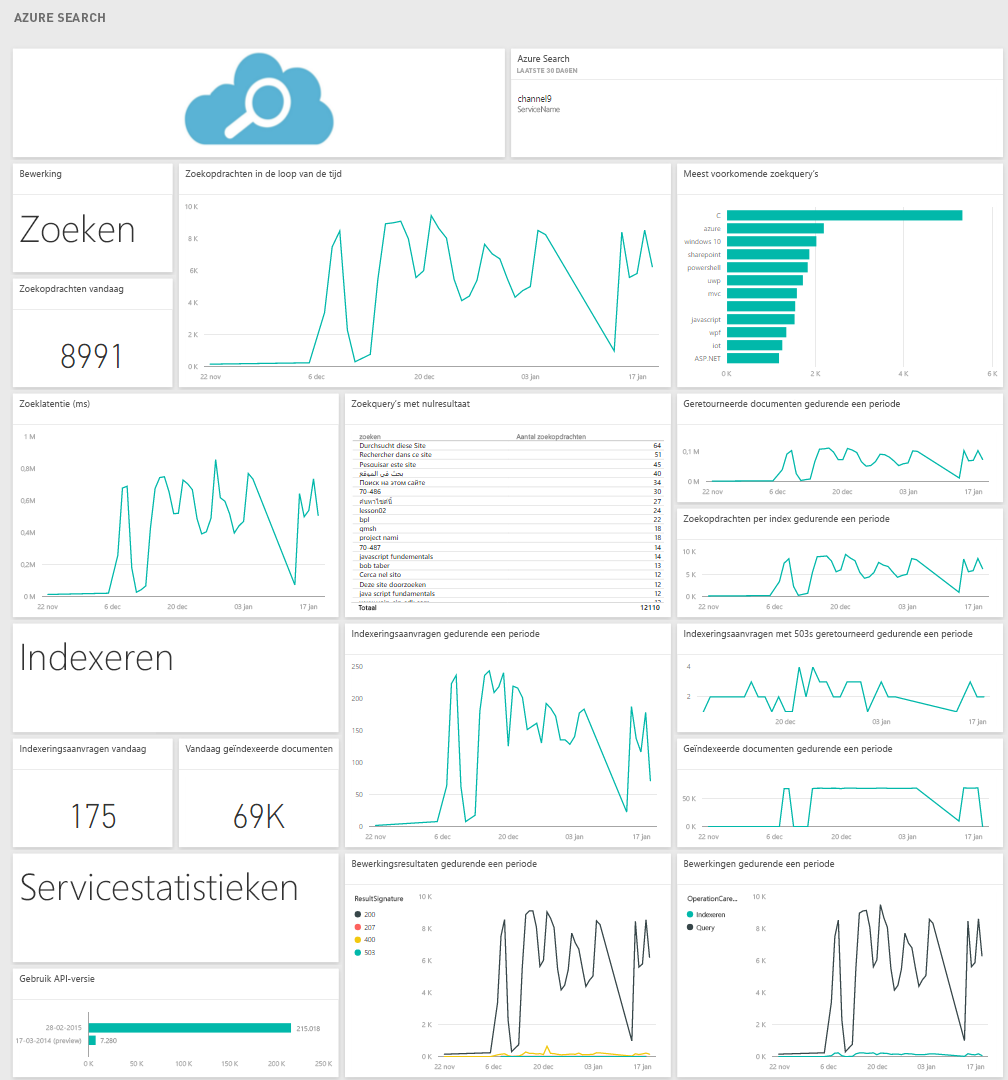 AZURE SEARCH
Azure Search
LAATSTE 30 DAGEN
channel9
ServiceName
Bewerking
Zoeken
Zoekopdrachten vandaag
8991
Zoekopdrachten in de loop van de tijd
10 K
8 K
6K
4 K
2 K
0 K
22 nov 6 dec 20 dec 03 jan 17 jan
Meest voorkomende zoekquery's
C
azure
windows 10
sharepoint
powershell
uwp
mvc
javascript
wpf
iot
ASP.NET
0 K 2 K 4 K 6 K
Zoeklatentie (ms)
1 M
0,8M
0,6M
0,4M
0,2M
0 M
22 nov 6 dec 20 dec 03 jan 17 jan
Zoekquery's met nulresultaat
zoeken Aantal zoekopdrachten
Durchsucht diese Site 64
Rechercher dans ce site 51
Pesquisar este site 45
بحث في الموقع 40
Поиск на этом сайте 34
70-486 30
ค้นหาไซต์นี้ 27
lesson02 24
bpl 22
qmsh 18
project nami 18
70-487 14
javascript fundementals 14
bob taber 13
Cerca nel sito 12
Deze site doorzoeken 12
java script fundamentals 12
Totaal 12110
Geretourneerde documenten gedurende een periode
0,1 M
0 M
22 nov 6 dec 20 dec 03 jan 17 jan
Zoekopdrachten per index gedurende een periode
10 K
5 K
0 K
22 nov 6 dec 20 dec 03 jan 17 jan
Indexeren
Indexeringsaanvragen vandaag
175
Vandaag geïndexeerde documenten
69K
Indexeringsaanvragen gedurende een periode
250
200
150
100
50
0
22 nov 6 dec 20 dec 03 jan 17 jan
Indexeringsaanvragen met 503s geretourneerd gedurende een periode
4
2
20 dec 03 jan 17 jan
Geïndexeerde documenten gedurende een periode
50 K
0 K
22 nov 6 dec 20 dec 03 jan 17 jan
Servicestatistieken
Gebruik API-versie
28-02-2015 215.018
17-03-2014 (preview) 7.280
0 K 50 K 100 K 150 K 200 K 250 K
Bewerkingsresultaten gedurende een periode
ResultSignature
200
207
400
503
10 K
8 K
6 K
4 K
2 K
0 K
22 nov 6 dec 20 dec 03 jan 17 jan
Bewerkingen gedurende een periode
OperationCare...
Indexeren
Query
10 K
8 K
6 K
4 K
2 K
0 K
22 nov 6 dec 20 dec 03 jan 17 jan